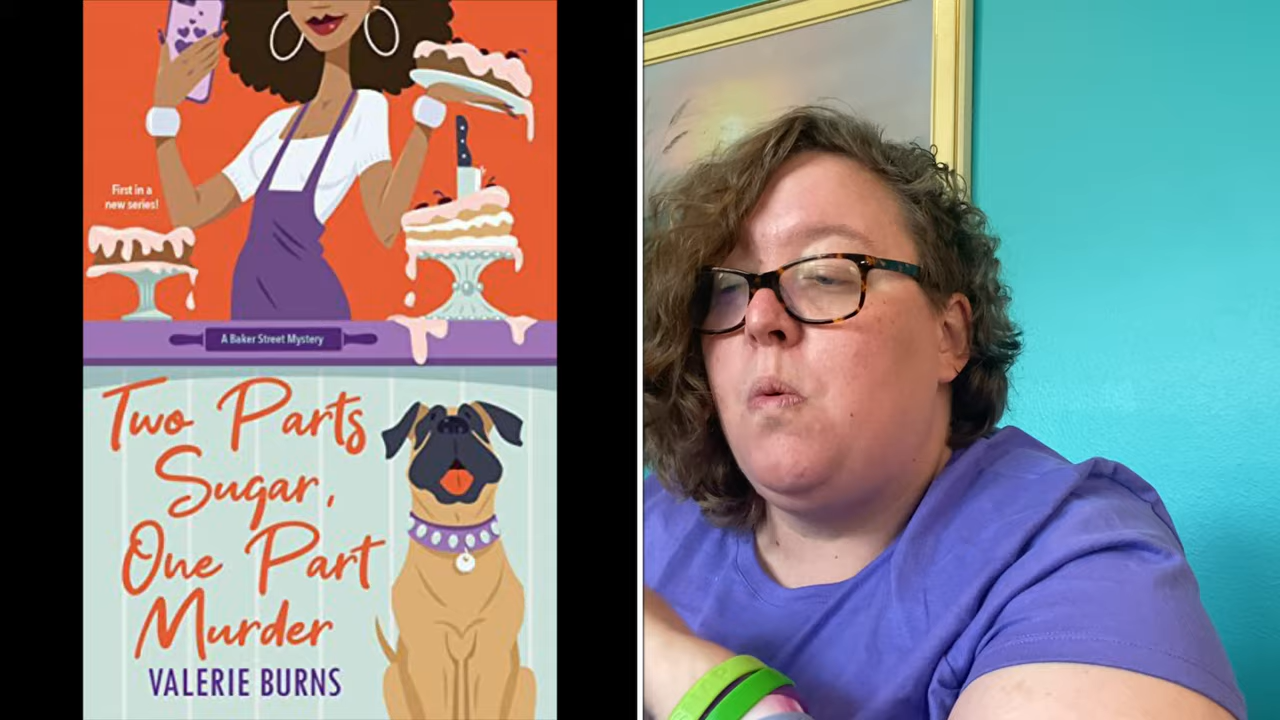 First in a
new series!
A Baker Street Mystery
Two Parts
Sugar,
One Part
Murder
VALERIE BURNS